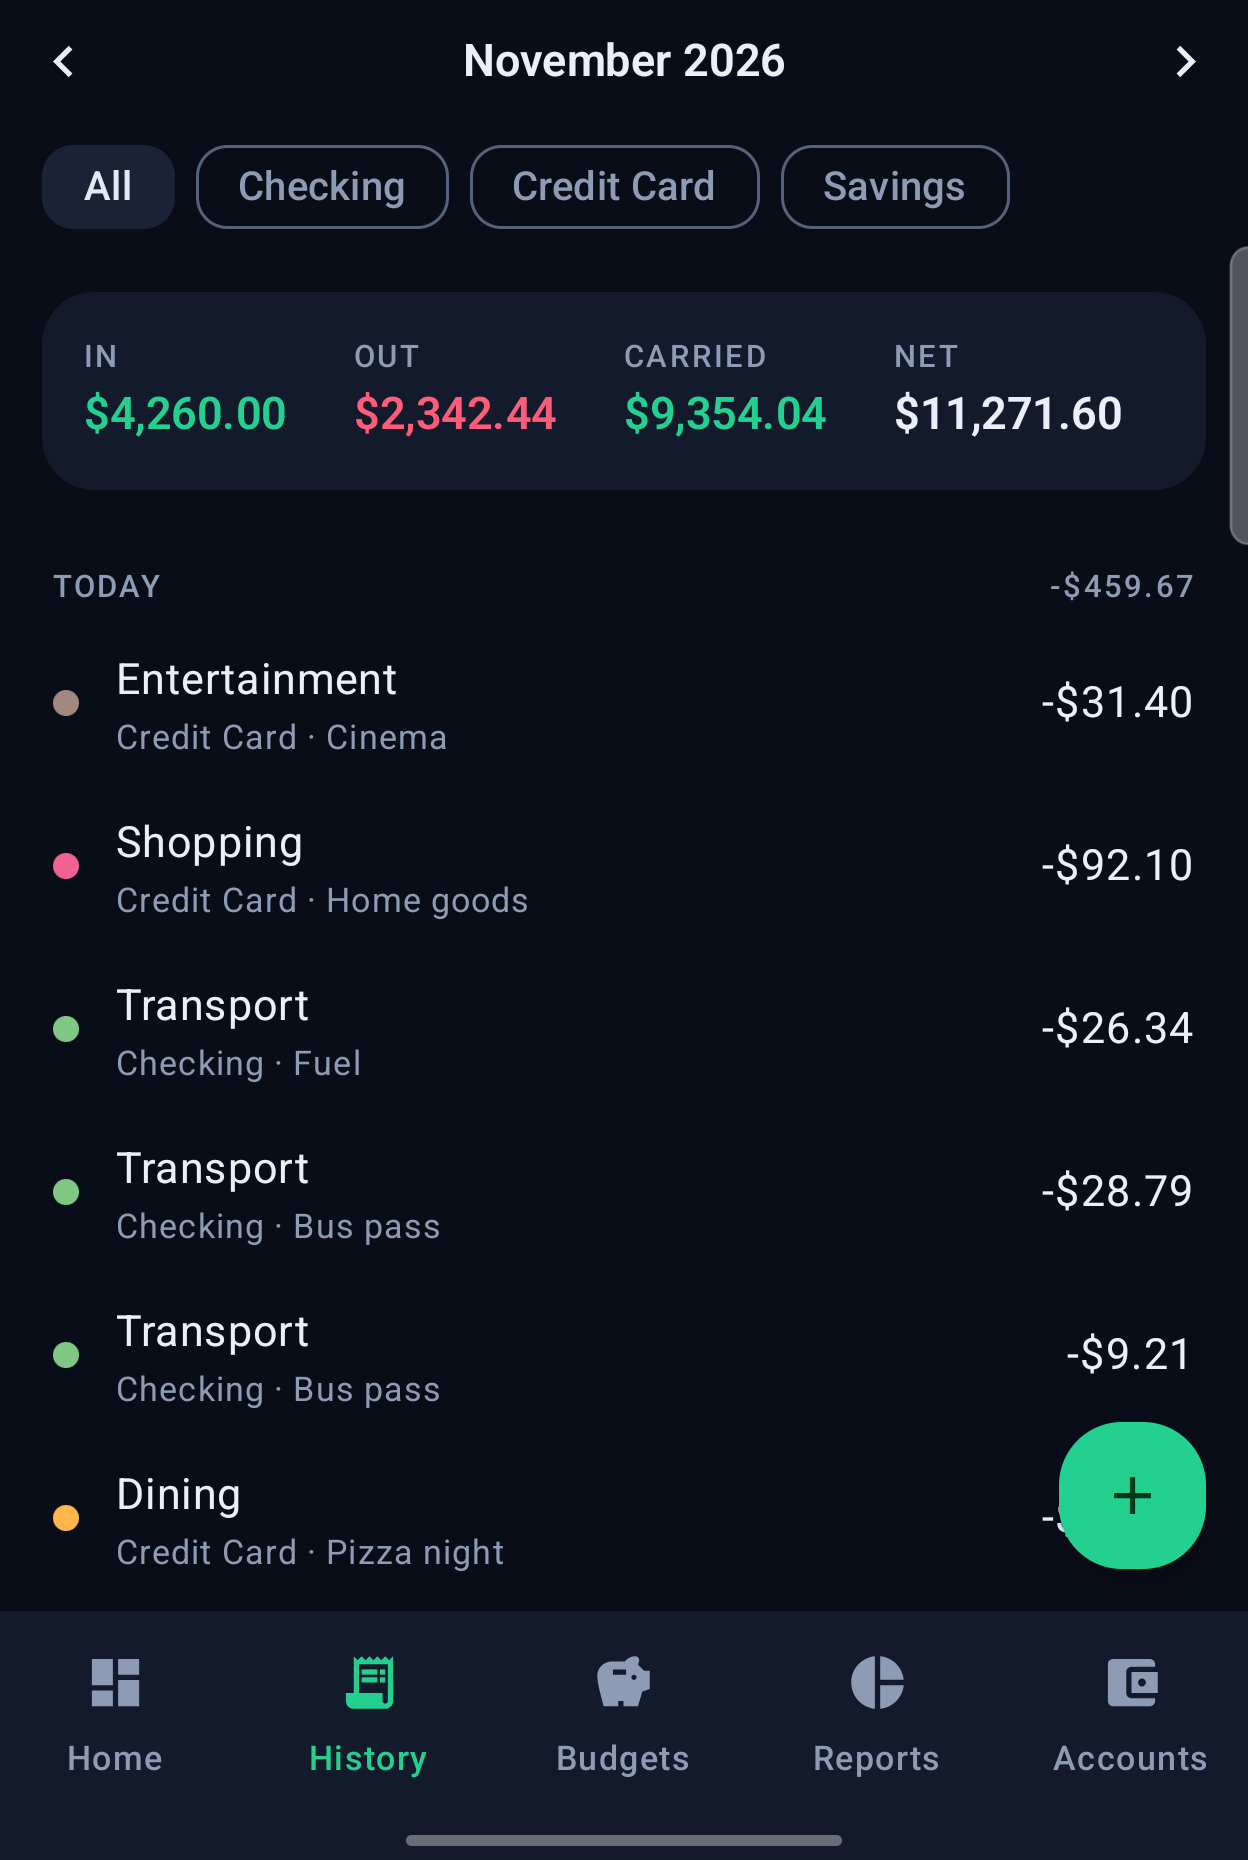 November 2026
All Checking Credit Card Savings
IN OUT CARRIED NET
$4,260.00 $2,342.44 $9,354.04 $11,271.60
TODAY -$459.67
Entertainment
-$31.40
Credit Card · Cinema
Shopping
-$92.10
Credit Card · Home goods
Transport
-$26.34
Checking · Fuel
Transport
-$28.79
Checking · Bus pass
Transport
-$9.21
Checking · Bus pass
Dining
Credit Card · Pizza night
Home History Budgets Reports Accounts